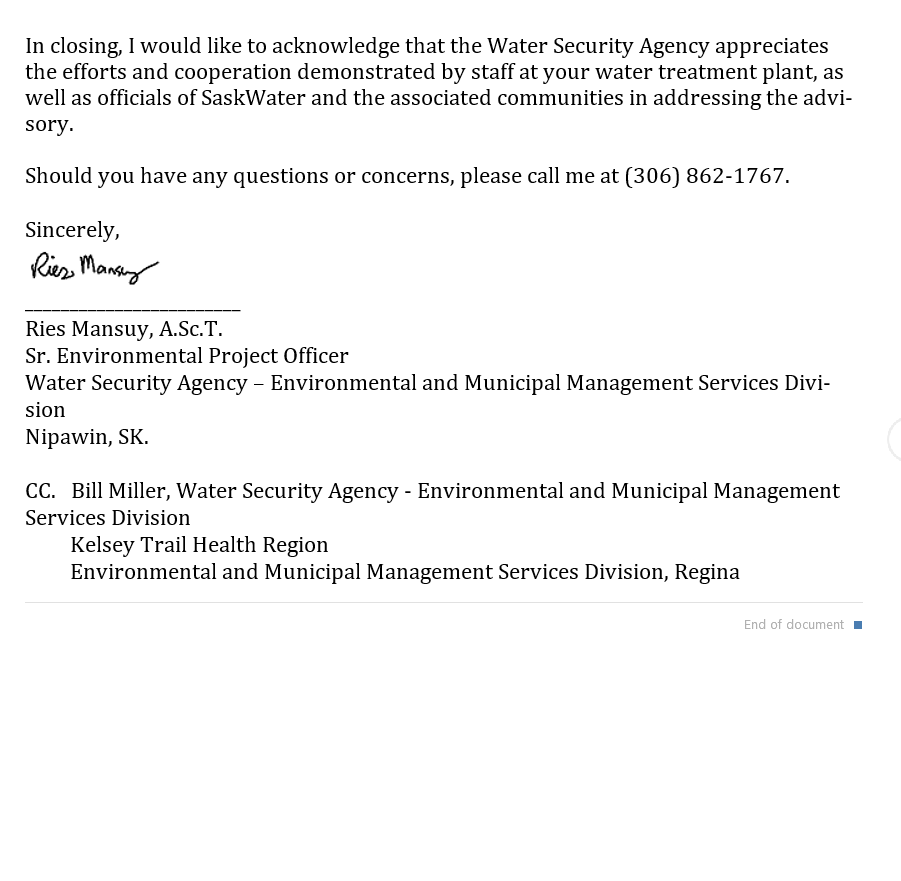 In closing, I would like to acknowledge that the Water Security Agency appreciates
the efforts and cooperation demonstrated by staff at your water treatment plant, as
well as officials of SaskWater and the associated communities in addressing the advi-
sory.
Should you have any questions or concerns, please call me at (306) 862-1767.
Sincerely,
Ries Mansuy
________________________
Ries Mansuy, A.Sc.T.
Sr. Environmental Project Officer
Water Security Agency – Environmental and Municipal Management Services Divi-
sion
Nipawin, SK.
CC. Bill Miller, Water Security Agency - Environmental and Municipal Management
Services Division
Kelsey Trail Health Region
Environmental and Municipal Management Services Division, Regina
End of document